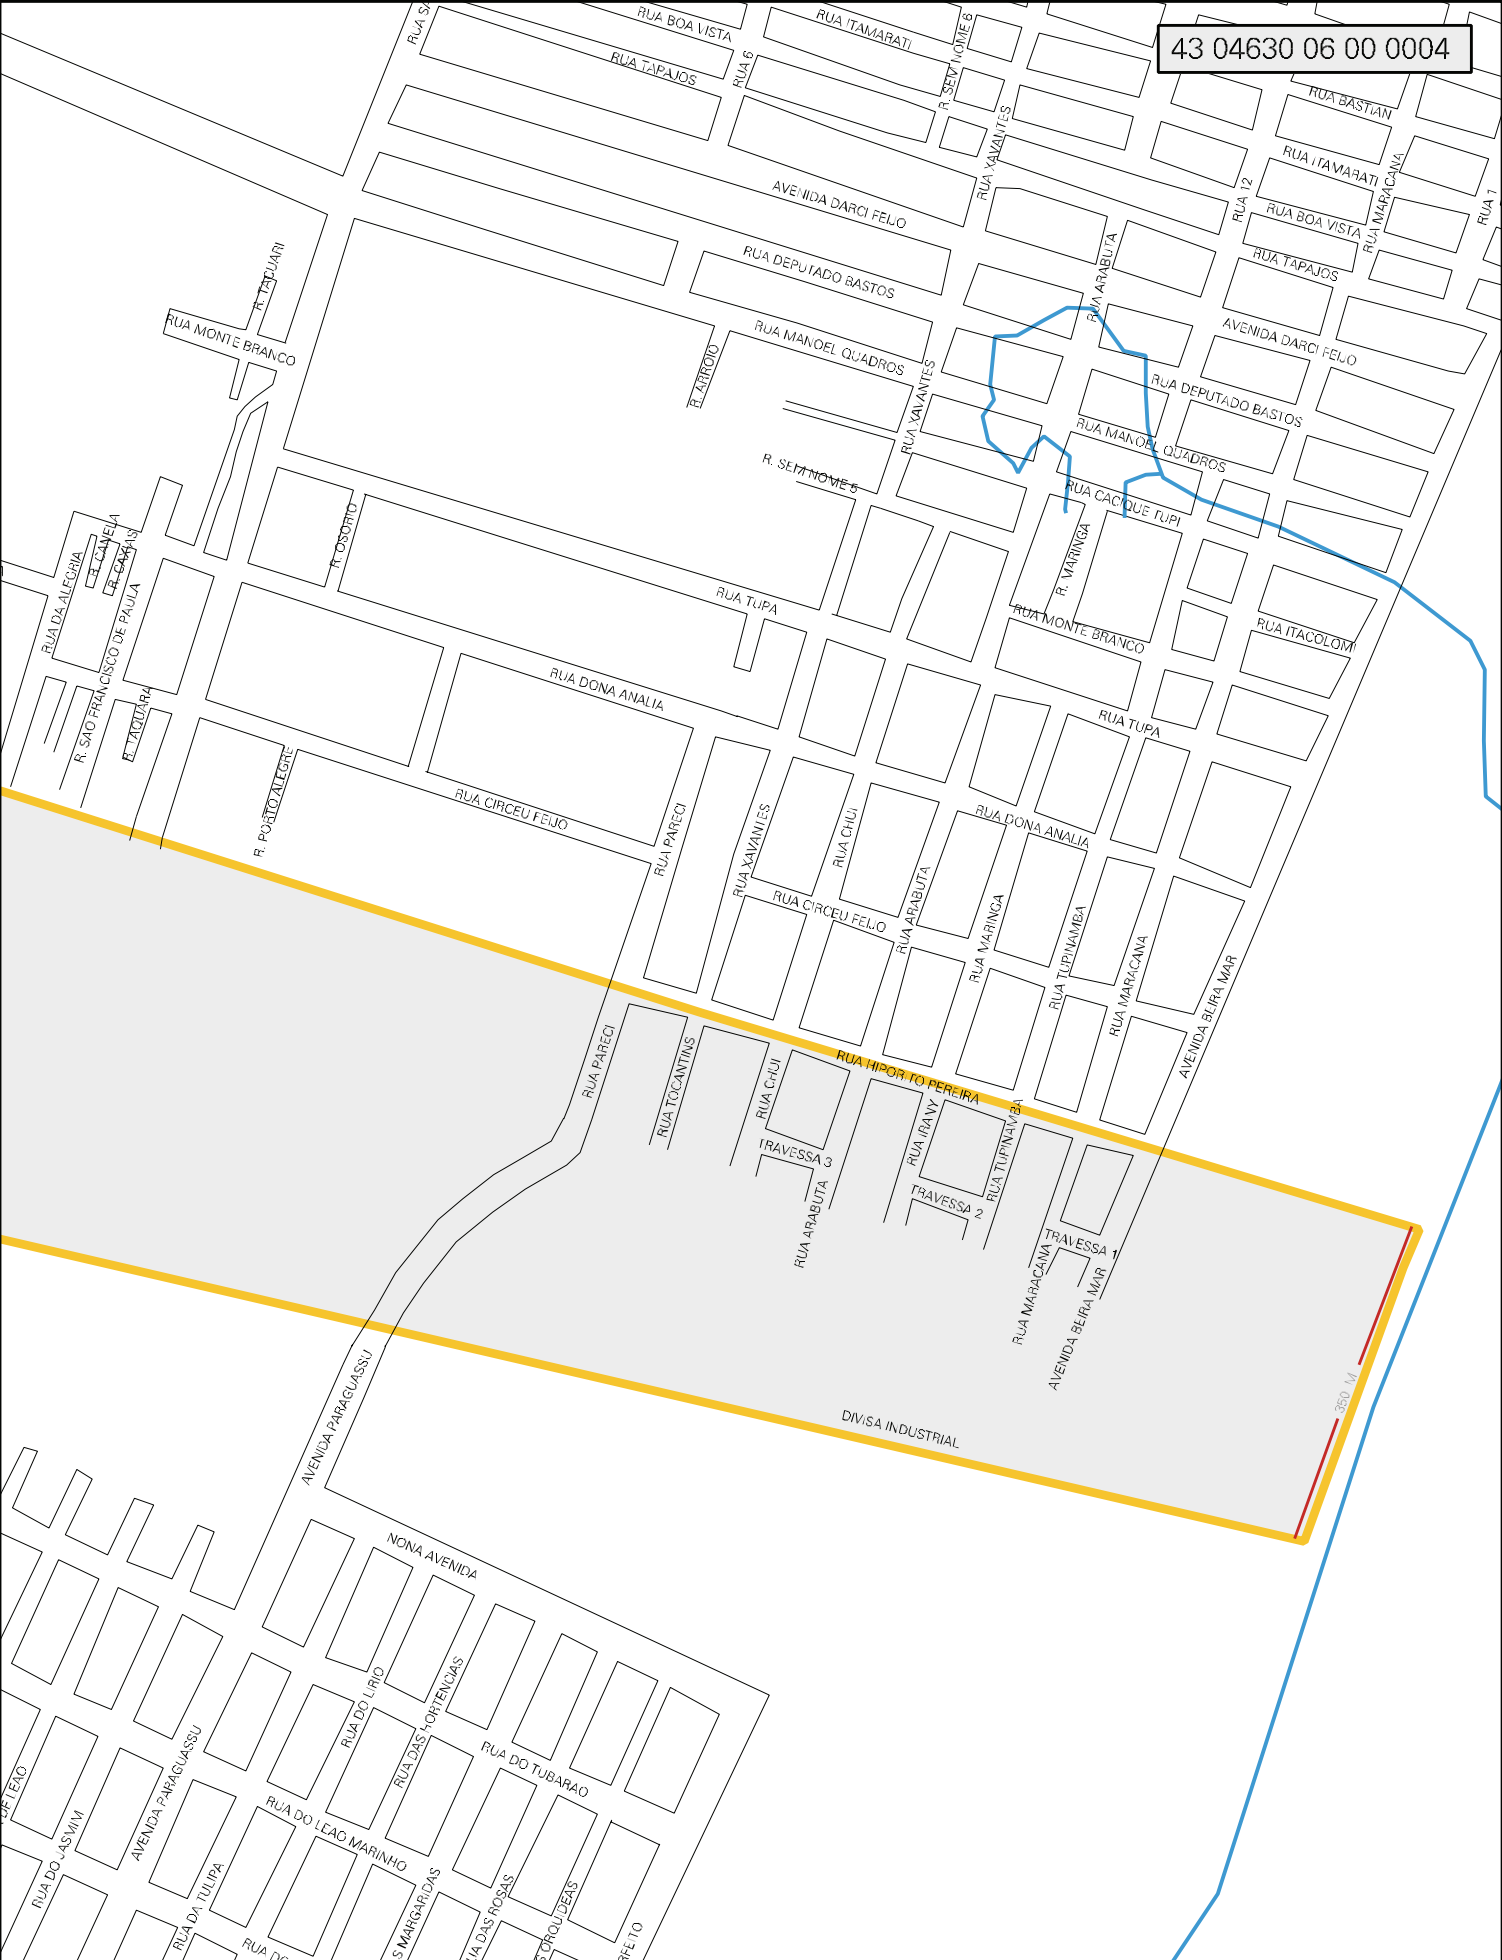 43 04630 06 00 0004
RUA BOA VISTA
RUA ITAMARATI
R. SEM NOME 6
RUA TAPAJOS
RUA 6
RUA BASTIAN
RUA XAVANTES
RUA ITAMARATI
RUA MARACANA
RUA 12
RUA BOA VISTA
RUA TAPAJOS
AVENIDA DARCI FEIJO
RUA DEPUTADO BASTOS
RUA ARABUTA
R. TACUARI
RUA MONTE BRANCO
RUA MANOEL QUADROS
R. ARROIO
AVENIDA DARCI FEIJO
RUA DEPUTADO BASTOS
RUA XAVANTES
RUA MANOEL QUADROS
R. SEM NOME 5
RUA CACIQUE TUPI
R. OSORIO
R. CANELA
R. CAXIAS
RUA DA ALEGRIA
R. SAO FRANCISCO DE PAULA
R. MARINGA
RUA TUPA
RUA MONTE BRANCO
RUA ITACOLOMI
RUA DONA ANALIA
R. TAQUARA
RUA TUPA
R. PORTO ALEGRE
RUA CIRCEU FEIJO
RUA PARECI
RUA XAVANTES
RUA CHUI
RUA DONA ANALIA
RUA CIRCEU FEIJO
RUA ARABUTA
RUA MARINGA
RUA TUPINAMBA
RUA MARACANA
AVENIDA BEIRA MAR
RUA PARECI
RUA TOCANTINS
RUA CHUI
RUA HIPORITO PEREIRA
RUA IRANY
RUA TUPINAMBA
TRAVESSA 3
TRAVESSA 2
RUA ARABUTA
TRAVESSA 1
RUA MARACANA
AVENIDA BEIRA MAR
350 M
AVENIDA PARAGUASSU
DIVISA INDUSTRIAL
NONA AVENIDA
RUA DO LIRIO
RUA DAS HORTENCIAS
RUA DO TUBARAO
AVENIDA PARAGUASSU
RUA DO LEAO MARINHO
RUA DO JASMIM
RUA DA TULIPA